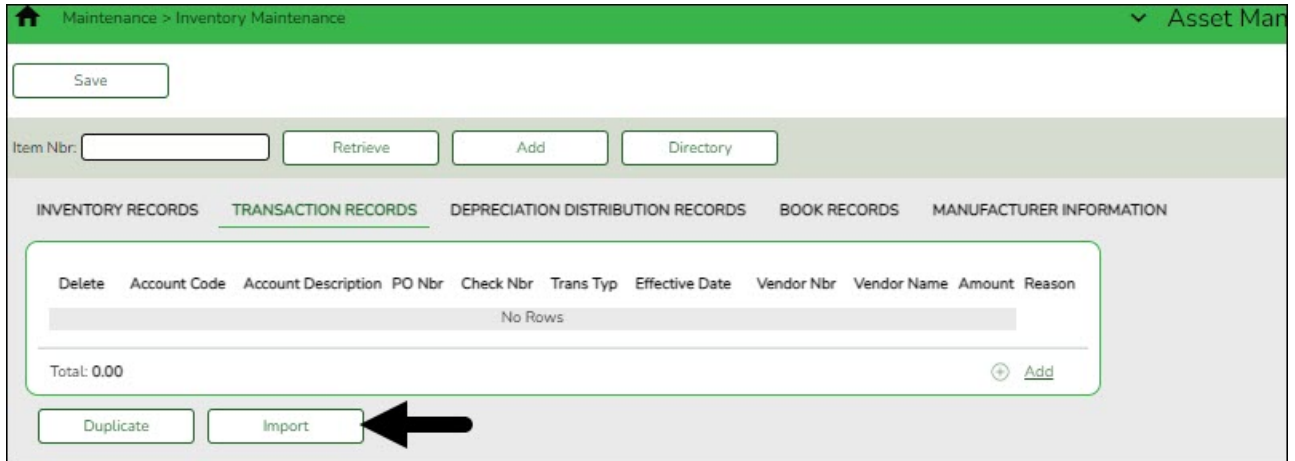 Maintenance > Inventory Maintenance
Asset Man
Save
Item Nbr: Retrieve Add Directory
INVENTORY RECORDS TRANSACTION RECORDS DEPRECIATION DISTRIBUTION RECORDS BOOK RECORDS MANUFACTURER INFORMATION
Delete Account Code Account Description PO Nbr Check Nbr Trans Typ Effective Date Vendor Nbr Vendor Name Amount Reason
No Rows
Total: 0.00 Add
Duplicate Import